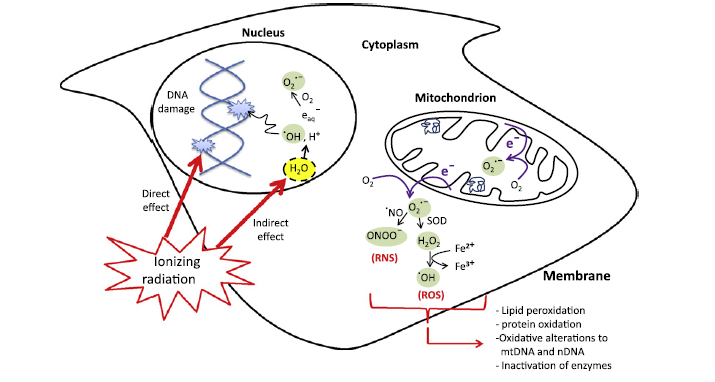 Nucleus
Cytoplasm
DNA
damage
O₂•⁻
O₂
e⁻aq
•OH , H⁺
H₂O
Direct
effect
Indirect
effect
Ionizing
radiation
Mitochondrion
e⁻
O₂•⁻
O₂
e⁻
O₂
O₂•⁻
•NO
SOD
ONOO⁻
H₂O₂
Fe²⁺
Fe³⁺
(RNS)
•OH
(ROS)
Membrane
- Lipid peroxidation
- protein oxidation
-Oxidative alterations to
mtDNA and nDNA
- Inactivation of enzymes